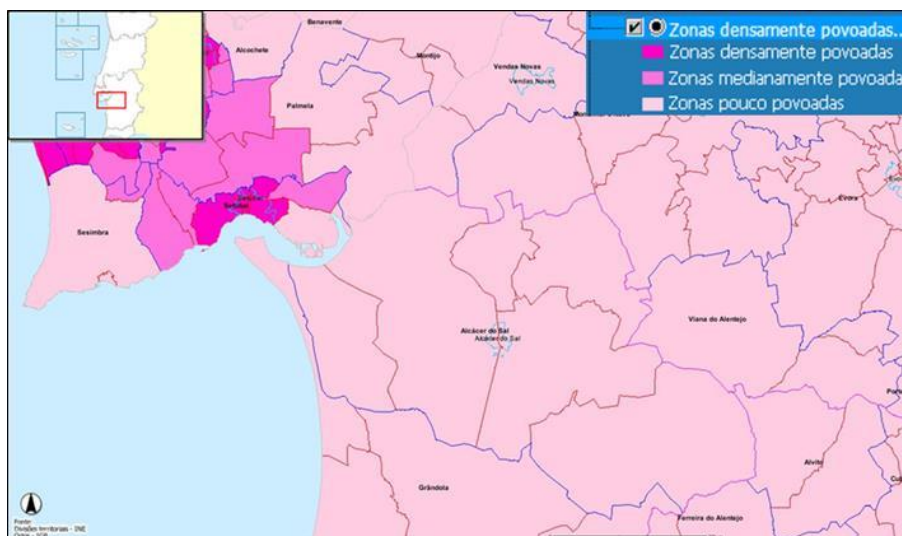 Zonas densamente povoadas..
Zonas densamente povoadas
Zonas medianamente povoada
Zonas pouco povoadas
Benavente
Alcochete
Montijo
Vendas Novas
Vendas Novas
Palmela
Évora
Setúbal
Sesimbra
Viana do Alentejo
Alcácer do Sal
Alcácer do Sal
Alvito
Grândola
Ferreira do Alentejo
Fonte:
Divisões territoriais - INE